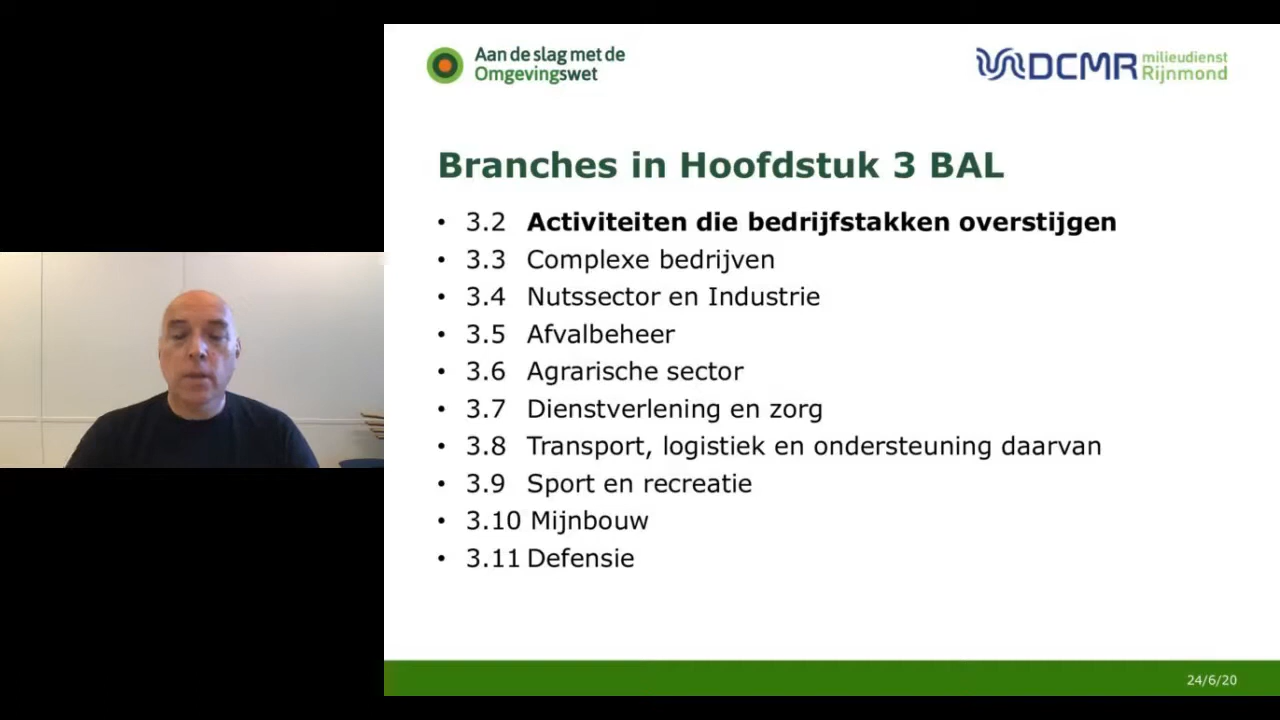 Aan de slag met de
Omgevingswet
DCMR milieudienst
Rijnmond
Branches in Hoofdstuk 3 BAL
• 3.2 Activiteiten die bedrijfstakken overstijgen
• 3.3 Complexe bedrijven
• 3.4 Nutssector en Industrie
• 3.5 Afvalbeheer
• 3.6 Agrarische sector
• 3.7 Dienstverlening en zorg
• 3.8 Transport, logistiek en ondersteuning daarvan
• 3.9 Sport en recreatie
• 3.10 Mijnbouw
• 3.11 Defensie
24/6/20